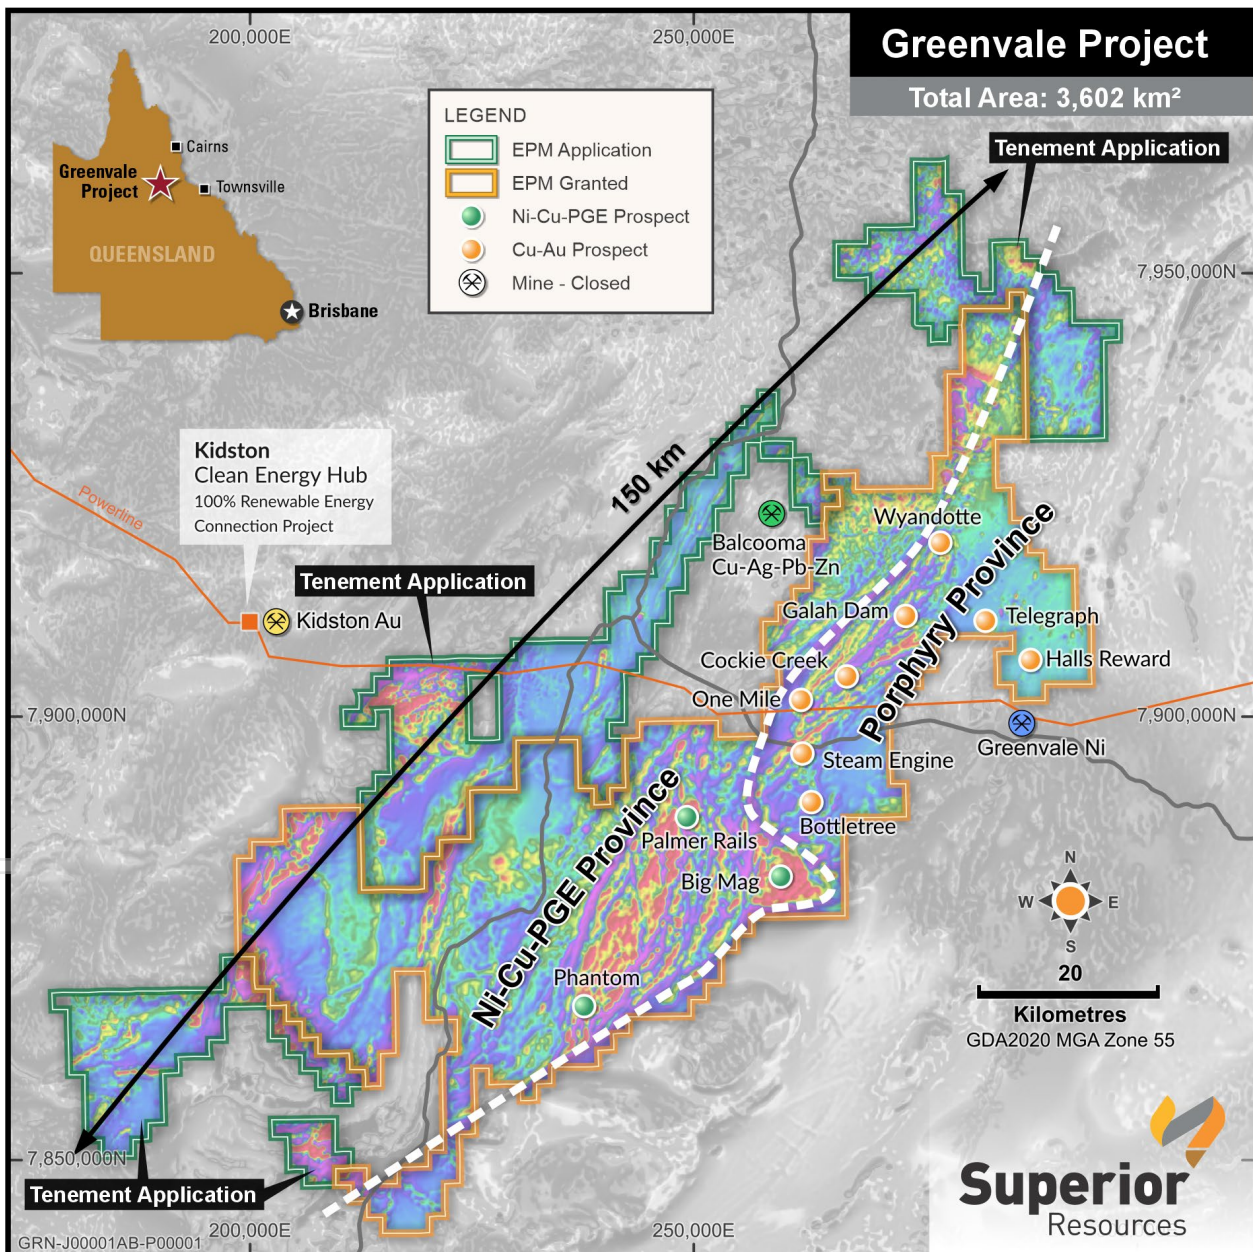 200,000E
250,000E
Greenvale Project
Total Area: 3,602 km²
Cairns
Greenvale
Project
Townsville
QUEENSLAND
Brisbane
LEGEND
EPM Application
EPM Granted
Ni-Cu-PGE Prospect
Cu-Au Prospect
Mine - Closed
Tenement Application
7,950,000N
Kidston
Clean Energy Hub
100% Renewable Energy
Connection Project
Powerline
150 km
Balcooma
Cu-Ag-Pb-Zn
Wyandotte
Tenement Application
Kidston Au
Galah Dam
Telegraph
Porphyry Province
Cockie Creek
Halls Reward
One Mile
7,900,000N
7,900,000N
Greenvale Ni
Steam Engine
Bottletree
Ni-Cu-PGE Province
Palmer Rails
Big Mag
Phantom
N
W
E
S
20
Kilometres
GDA2020 MGA Zone 55
7,850,000N
Tenement Application
200,000E
250,000E
GRN-J00001AB-P00001
Superior
Resources